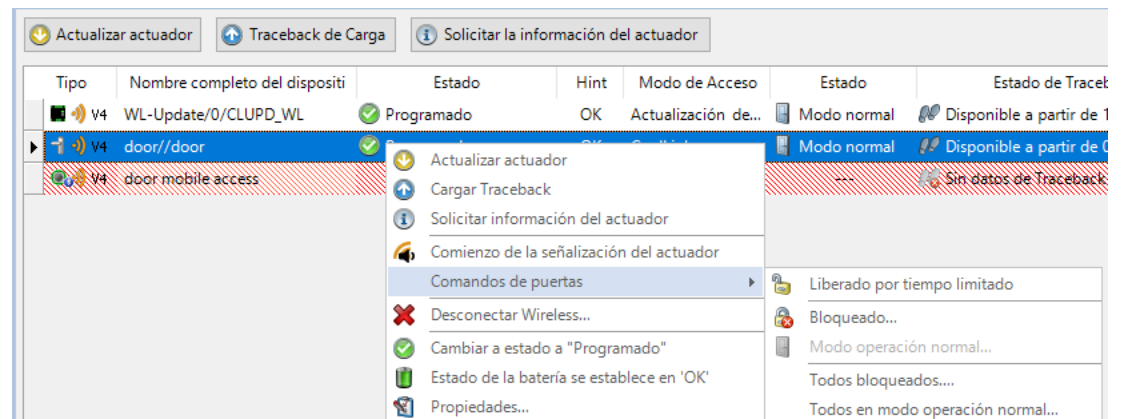 Actualizar actuador Traceback de Carga Solicitar la información del actuador
Tipo Nombre completo del dispositi Estado Hint Modo de Acceso Estado Estado de Traceb
V4 WL-Update/0/CLUPD_WL Programado OK Actualización de... Modo normal Disponible a partir de 1
V4 door//door Modo normal Disponible a partir de 0
V4 door mobile access --- Sin datos de Traceback
Actualizar actuador
Cargar Traceback
Solicitar información del actuador
Comienzo de la señalización del actuador
Comandos de puertas
Desconectar Wireless...
Cambiar a estado a "Programado"
Estado de la batería se establece en 'OK'
Propiedades...
Liberado por tiempo limitado
Bloqueado...
Modo operación normal...
Todos bloqueados....
Todos en modo operación normal...